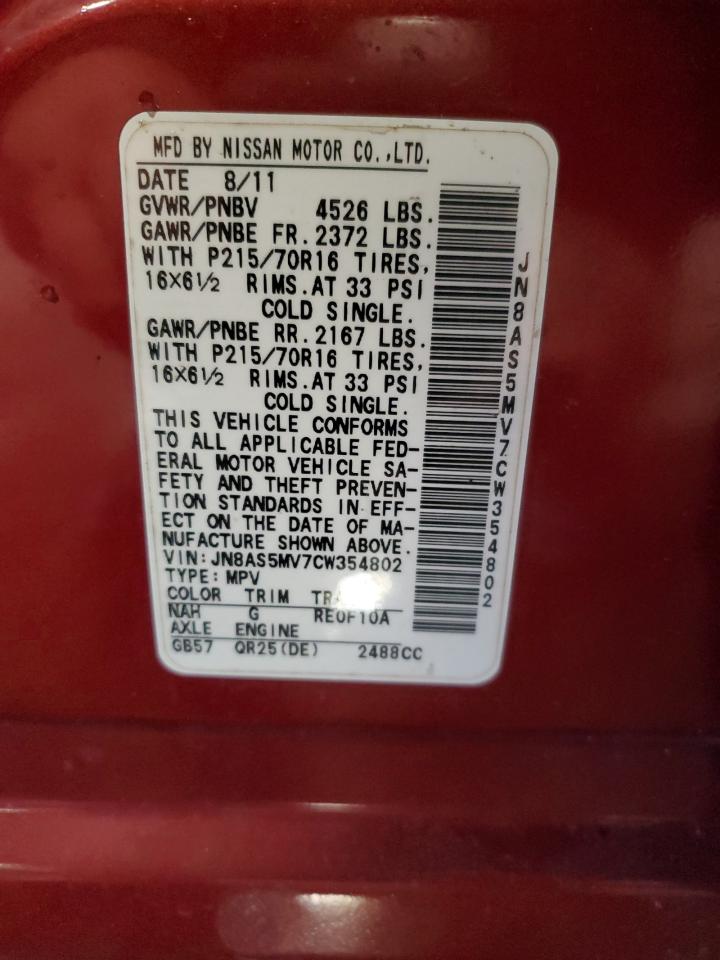 MFD BY NISSAN MOTOR CO.,LTD.
DATE 8/11
GVWR/PNBV 4526 LBS.
GAWR/PNBE FR. 2372 LBS.
WITH P215/70R16 TIRES,
16X6½ RIMS.AT 33 PSI
COLD SINGLE.
GAWR/PNBE RR. 2167 LBS.
WITH P215/70R16 TIRES,
16X6½ RIMS.AT 33 PSI
COLD SINGLE.
THIS VEHICLE CONFORMS
TO ALL APPLICABLE FED-
ERAL MOTOR VEHICLE SA-
FETY AND THEFT PREVEN-
TION STANDARDS IN EFF-
ECT ON THE DATE OF MA-
NUFACTURE SHOWN ABOVE.
VIN:JN8AS5MV7CW354802
TYPE:MPV
COLOR TRIM
NAH G RE0F10A
AXLE ENGINE
GB57 QR25(DE) 2488CC
JN8AS5MV7CW354802